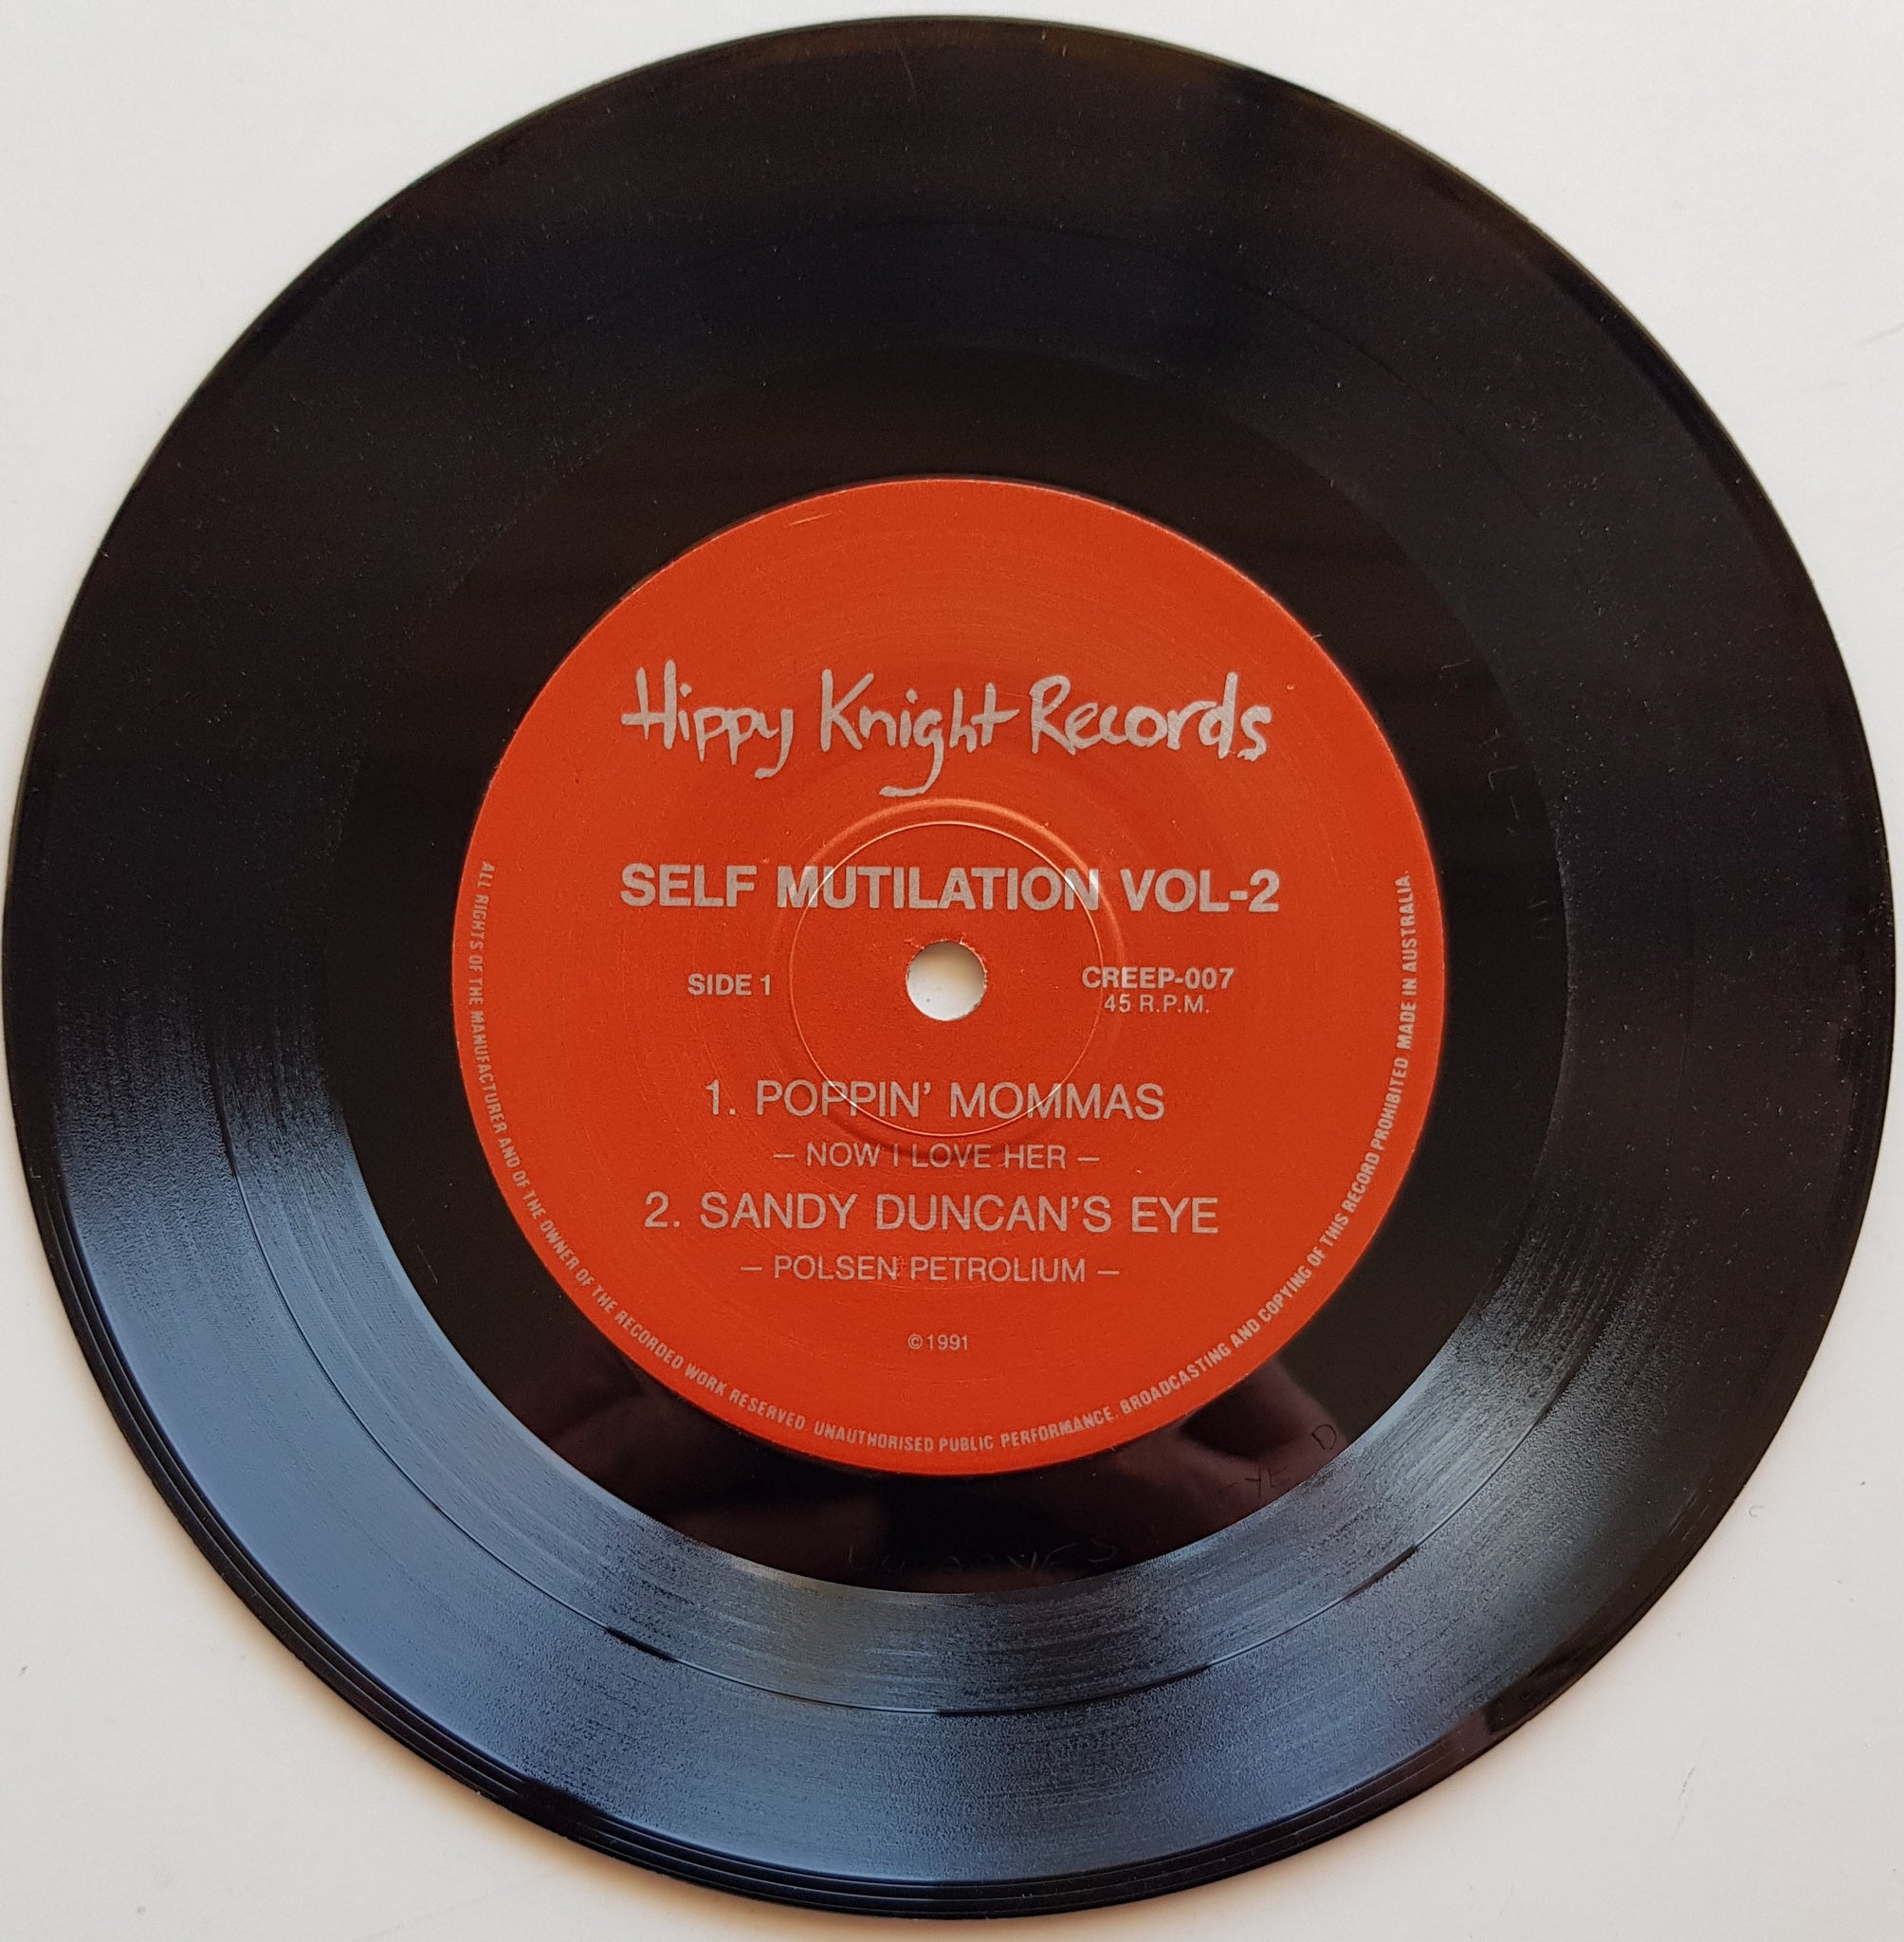 Hippy Knight Records
SELF MUTILATION VOL-2
SIDE 1
CREEP-007
45 R.P.M.
1. POPPIN' MOMMAS
– NOW I LOVE HER –
2. SANDY DUNCAN'S EYE
– POLSEN PETROLIUM –
©1991
ALL RIGHTS OF THE MANUFACTURER AND OF THE OWNER OF THE RECORDED WORK RESERVED. UNAUTHORISED PUBLIC PERFORMANCE. BROADCASTING AND COPYING OF THIS RECORD PROHIBITED MADE IN AUSTRALIA.